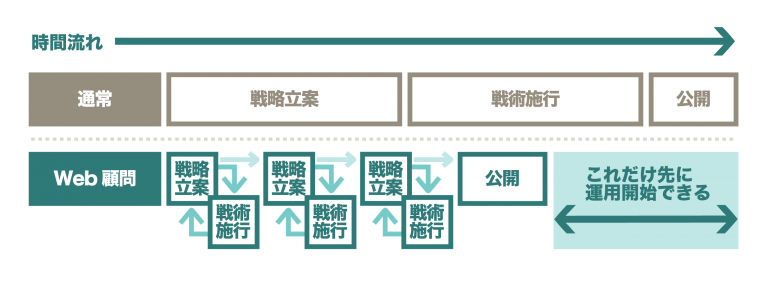 時間流れ
通常
戦略立案
戦術施行
公開
Web 顧問
戦略
立案
戦術
施行
戦略
立案
戦術
施行
戦略
立案
戦術
施行
公開
これだけ先に
運用開始できる